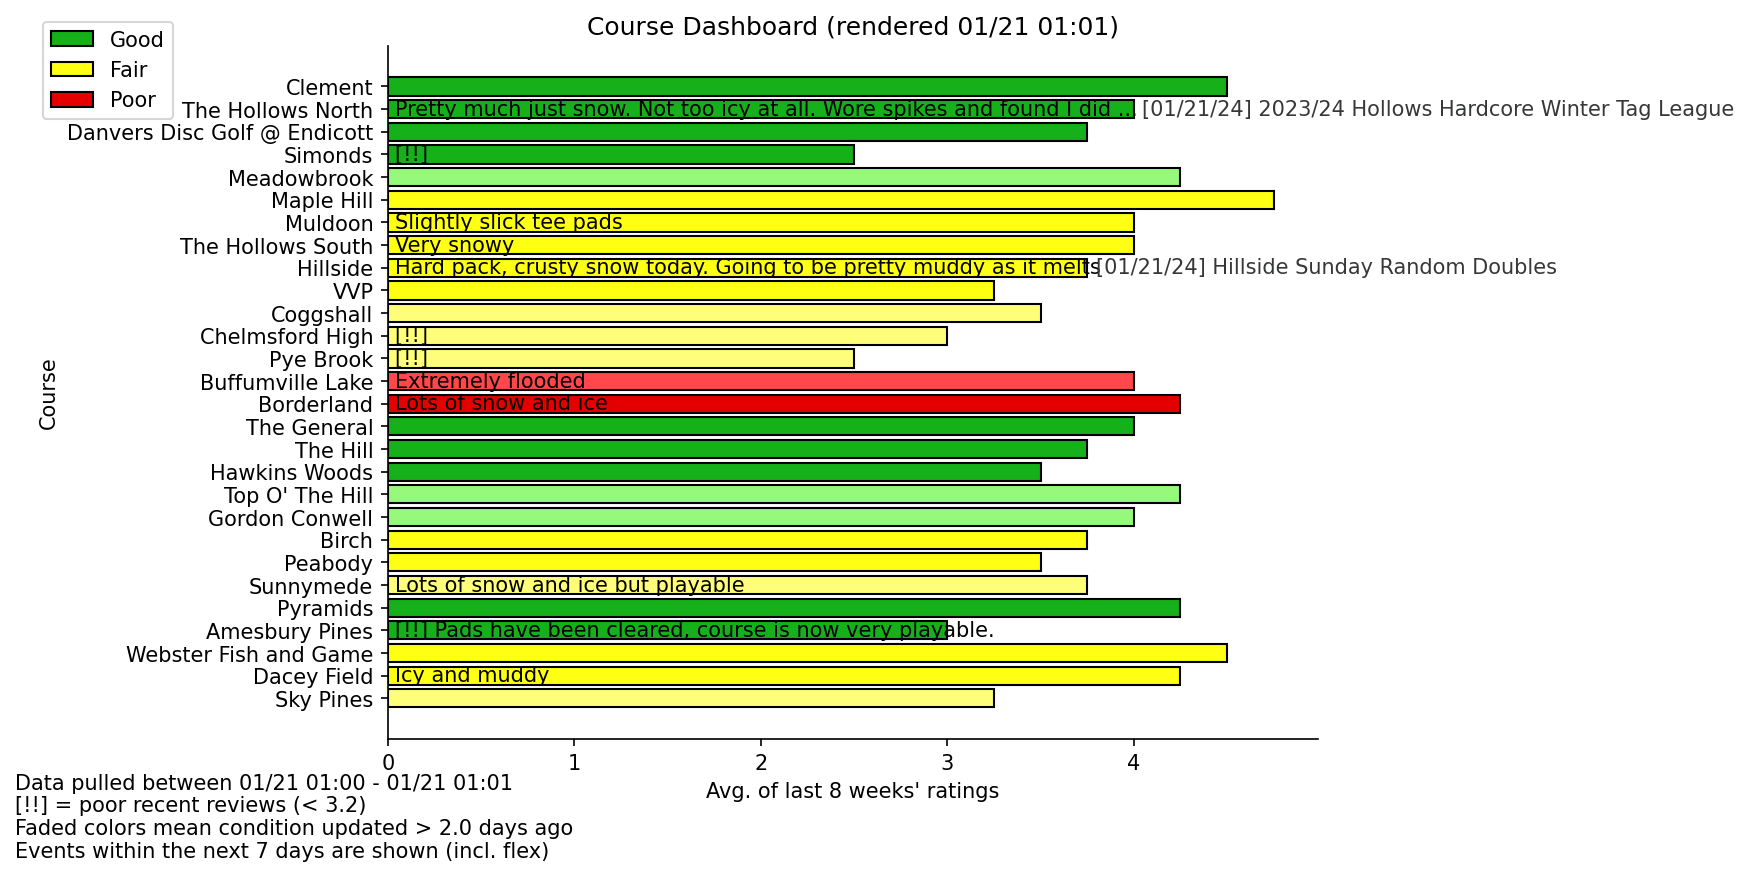 Course Dashboard (rendered 01/21 01:01)
Good
Fair
Poor
Clement
The Hollows North Pretty much just snow. Not too icy at all. Wore spikes and found I did ... [01/21/24] 2023/24 Hollows Hardcore Winter Tag League
Danvers Disc Golf @ Endicott
Simonds [!!]
Meadowbrook
Maple Hill
Muldoon Slightly slick tee pads
The Hollows South Very snowy
Hillside Hard pack, crusty snow today. Going to be pretty muddy as it melts [01/21/24] Hillside Sunday Random Doubles
VVP
Coggshall
Chelmsford High [!!]
Pye Brook [!!]
Buffumville Lake Extremely flooded
Borderland Lots of snow and ice
The General
The Hill
Hawkins Woods
Top O' The Hill
Gordon Conwell
Birch
Peabody
Sunnymede Lots of snow and ice but playable
Pyramids
Amesbury Pines [!!] Pads have been cleared, course is now very playable.
Webster Fish and Game
Dacey Field Icy and muddy
Sky Pines
Course
0 1 2 3 4
Avg. of last 8 weeks' ratings
Data pulled between 01/21 01:00 - 01/21 01:01
[!!] = poor recent reviews (< 3.2)
Faded colors mean condition updated > 2.0 days ago
Events within the next 7 days are shown (incl. flex)